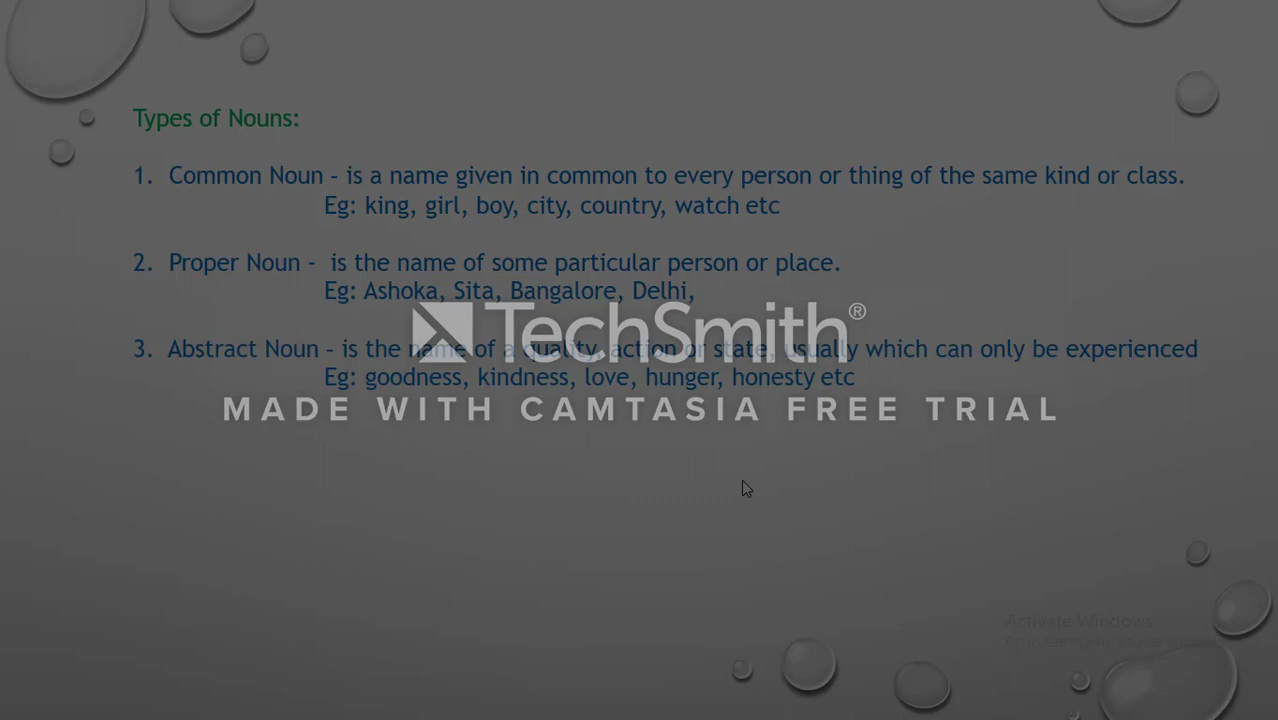 Types of Nouns:
1. Common Noun – is a name given in common to every person or thing of the same kind or class.
Eg: king, girl, boy, city, country, watch etc
2. Proper Noun - is the name of some particular person or place.
Eg: Ashoka, Sita, Bangalore, Delhi,
TechSmith®
3. Abstract Noun – is the name of a quality, action or state, usually which can only be experienced
Eg: goodness, kindness, love, hunger, honesty etc
MADE WITH CAMTASIA FREE TRIAL
Activate Windows